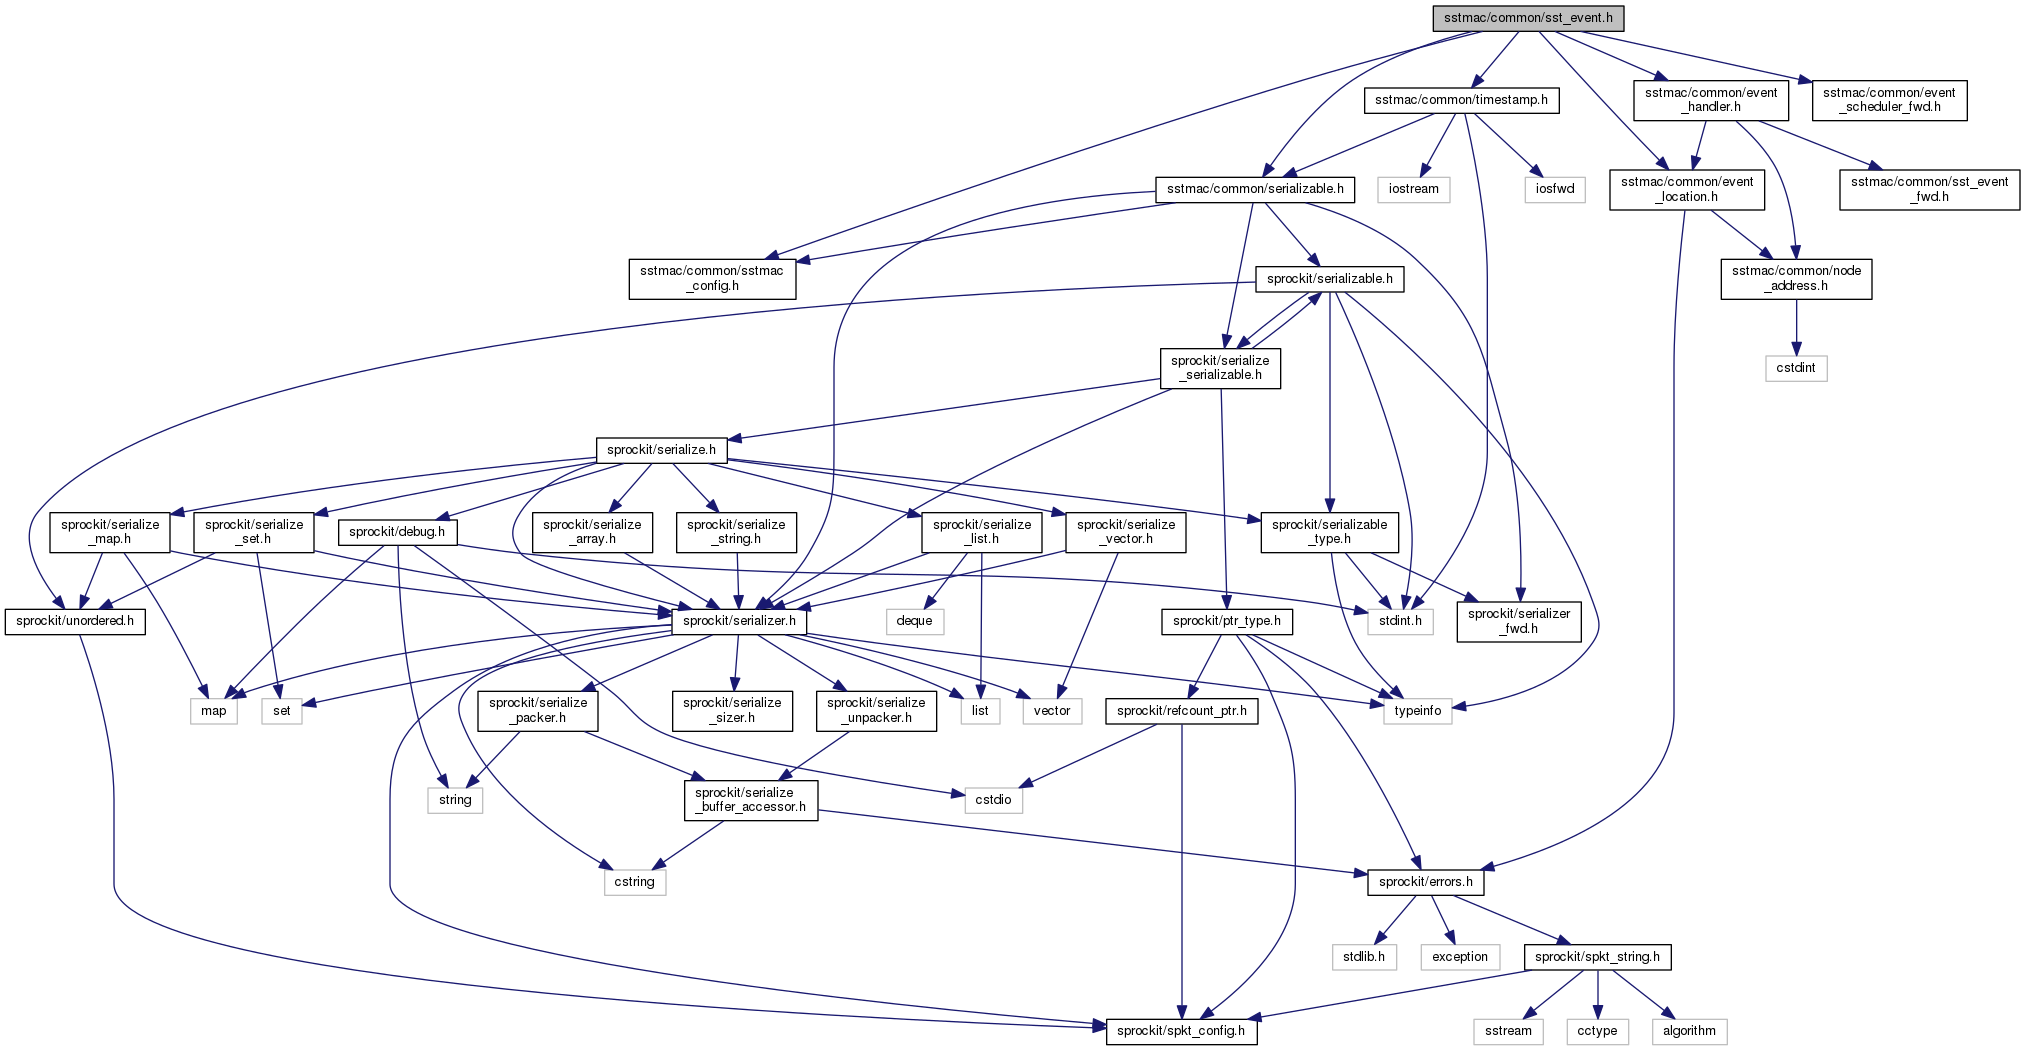 sstmac/common/sst_event.h
sstmac/common/timestamp.h
sstmac/common/event
_handler.h
sstmac/common/event
_scheduler_fwd.h
sstmac/common/serializable.h
iostream
iosfwd
sstmac/common/event
_location.h
sstmac/common/sst_event
_fwd.h
sstmac/common/sstmac
_config.h
sprockit/serializable.h
sstmac/common/node
_address.h
sprockit/serialize
_serializable.h
cstdint
sprockit/serialize.h
sprockit/serialize
_map.h
sprockit/serialize
_set.h
sprockit/debug.h
sprockit/serialize
_array.h
sprockit/serialize
_string.h
sprockit/serialize
_list.h
sprockit/serialize
_vector.h
sprockit/serializable
_type.h
sprockit/unordered.h
sprockit/serializer.h
deque
sprockit/ptr_type.h
stdint.h
sprockit/serializer
_fwd.h
map
set
sprockit/serialize
_packer.h
sprockit/serialize
_sizer.h
sprockit/serialize
_unpacker.h
list
vector
sprockit/refcount_ptr.h
typeinfo
string
sprockit/serialize
_buffer_accessor.h
cstdio
cstring
sprockit/errors.h
stdlib.h
exception
sprockit/spkt_string.h
sprockit/spkt_config.h
sstream
cctype
algorithm